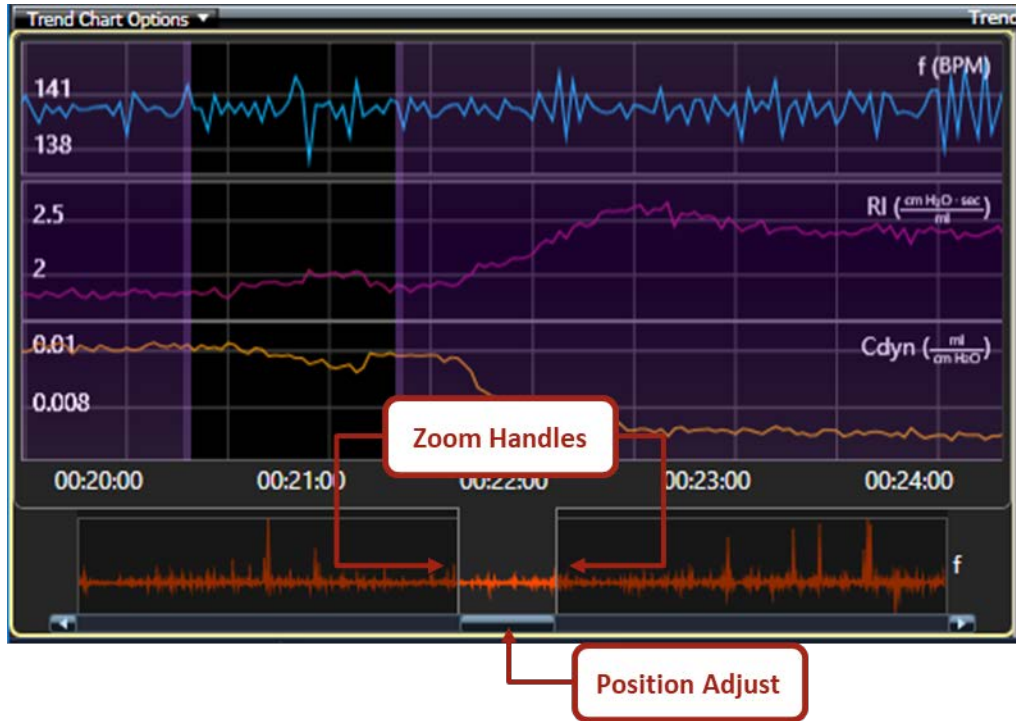 Trend Chart Options
Trend
f (BPM)
141
138
RI (cm H₂O · sec / ml)
2.5
2
Cdyn (ml / cm H₂O)
0.01
0.008
Zoom Handles
00:20:00 00:21:00 00:22:00 00:23:00 00:24:00
f
Position Adjust